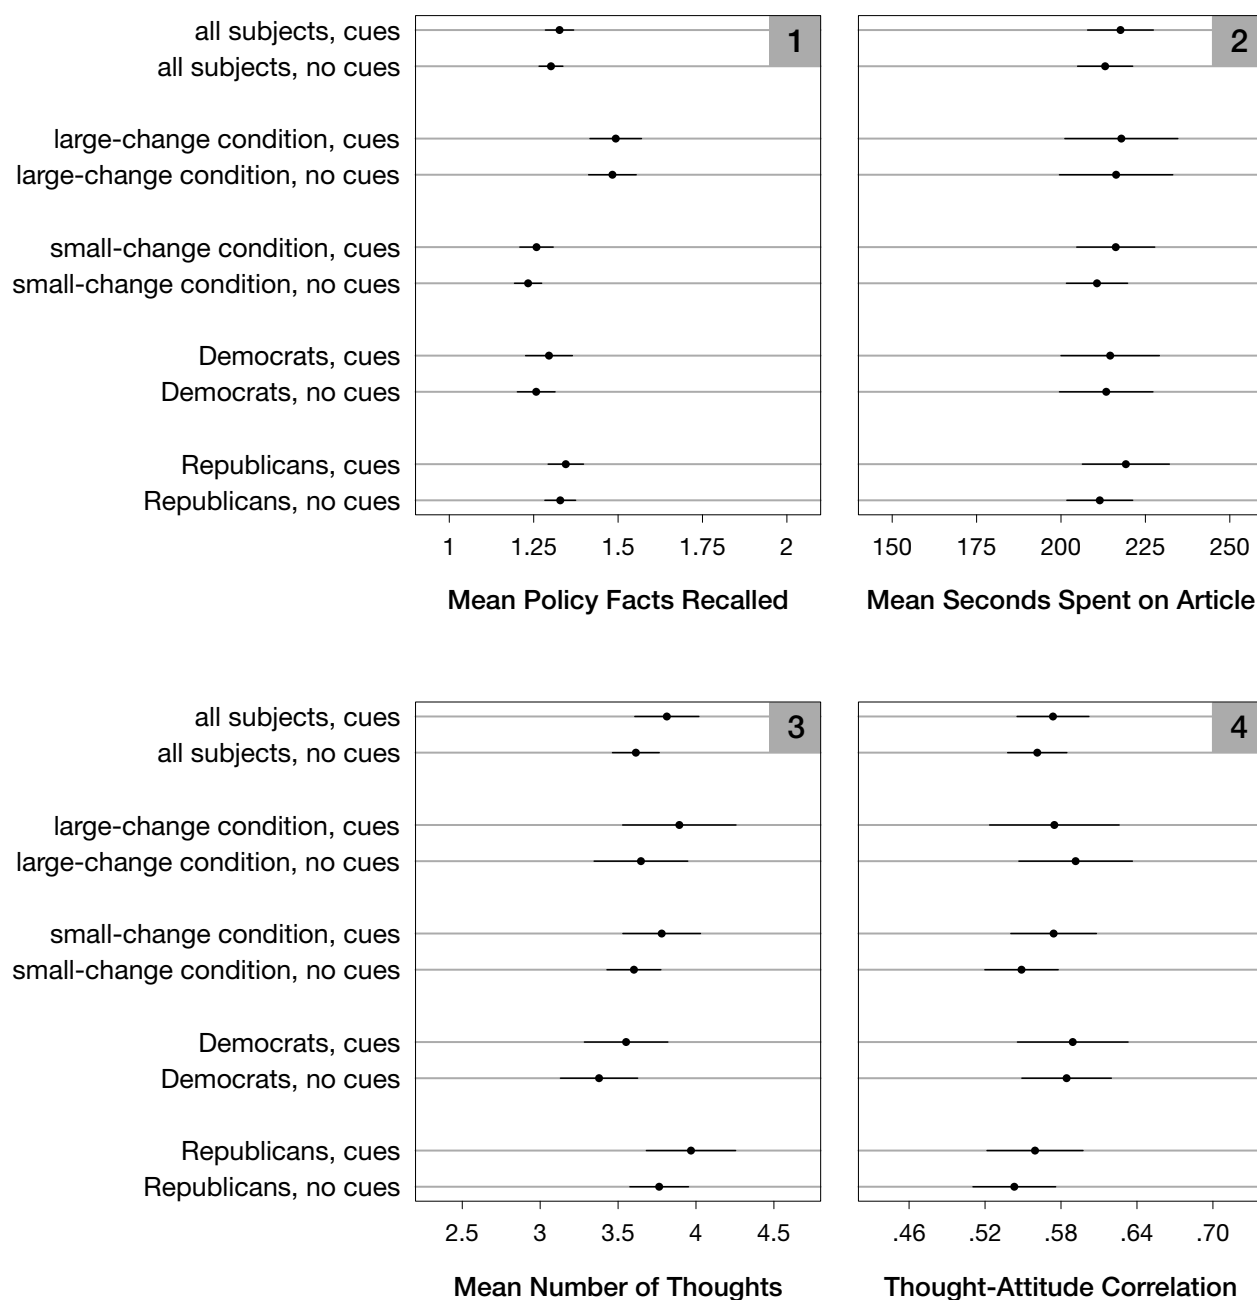 all subjects, cues
1
2
all subjects, no cues
large-change condition, cues
large-change condition, no cues
small-change condition, cues
small-change condition, no cues
Democrats, cues
Democrats, no cues
Republicans, cues
Republicans, no cues
1 1.25 1.5 1.75 2
150 175 200 225 250
Mean Policy Facts Recalled
Mean Seconds Spent on Article
all subjects, cues
3
4
all subjects, no cues
large-change condition, cues
large-change condition, no cues
small-change condition, cues
small-change condition, no cues
Democrats, cues
Democrats, no cues
Republicans, cues
Republicans, no cues
2.5 3 3.5 4 4.5
.46 .52 .58 .64 .70
Mean Number of Thoughts
Thought-Attitude Correlation